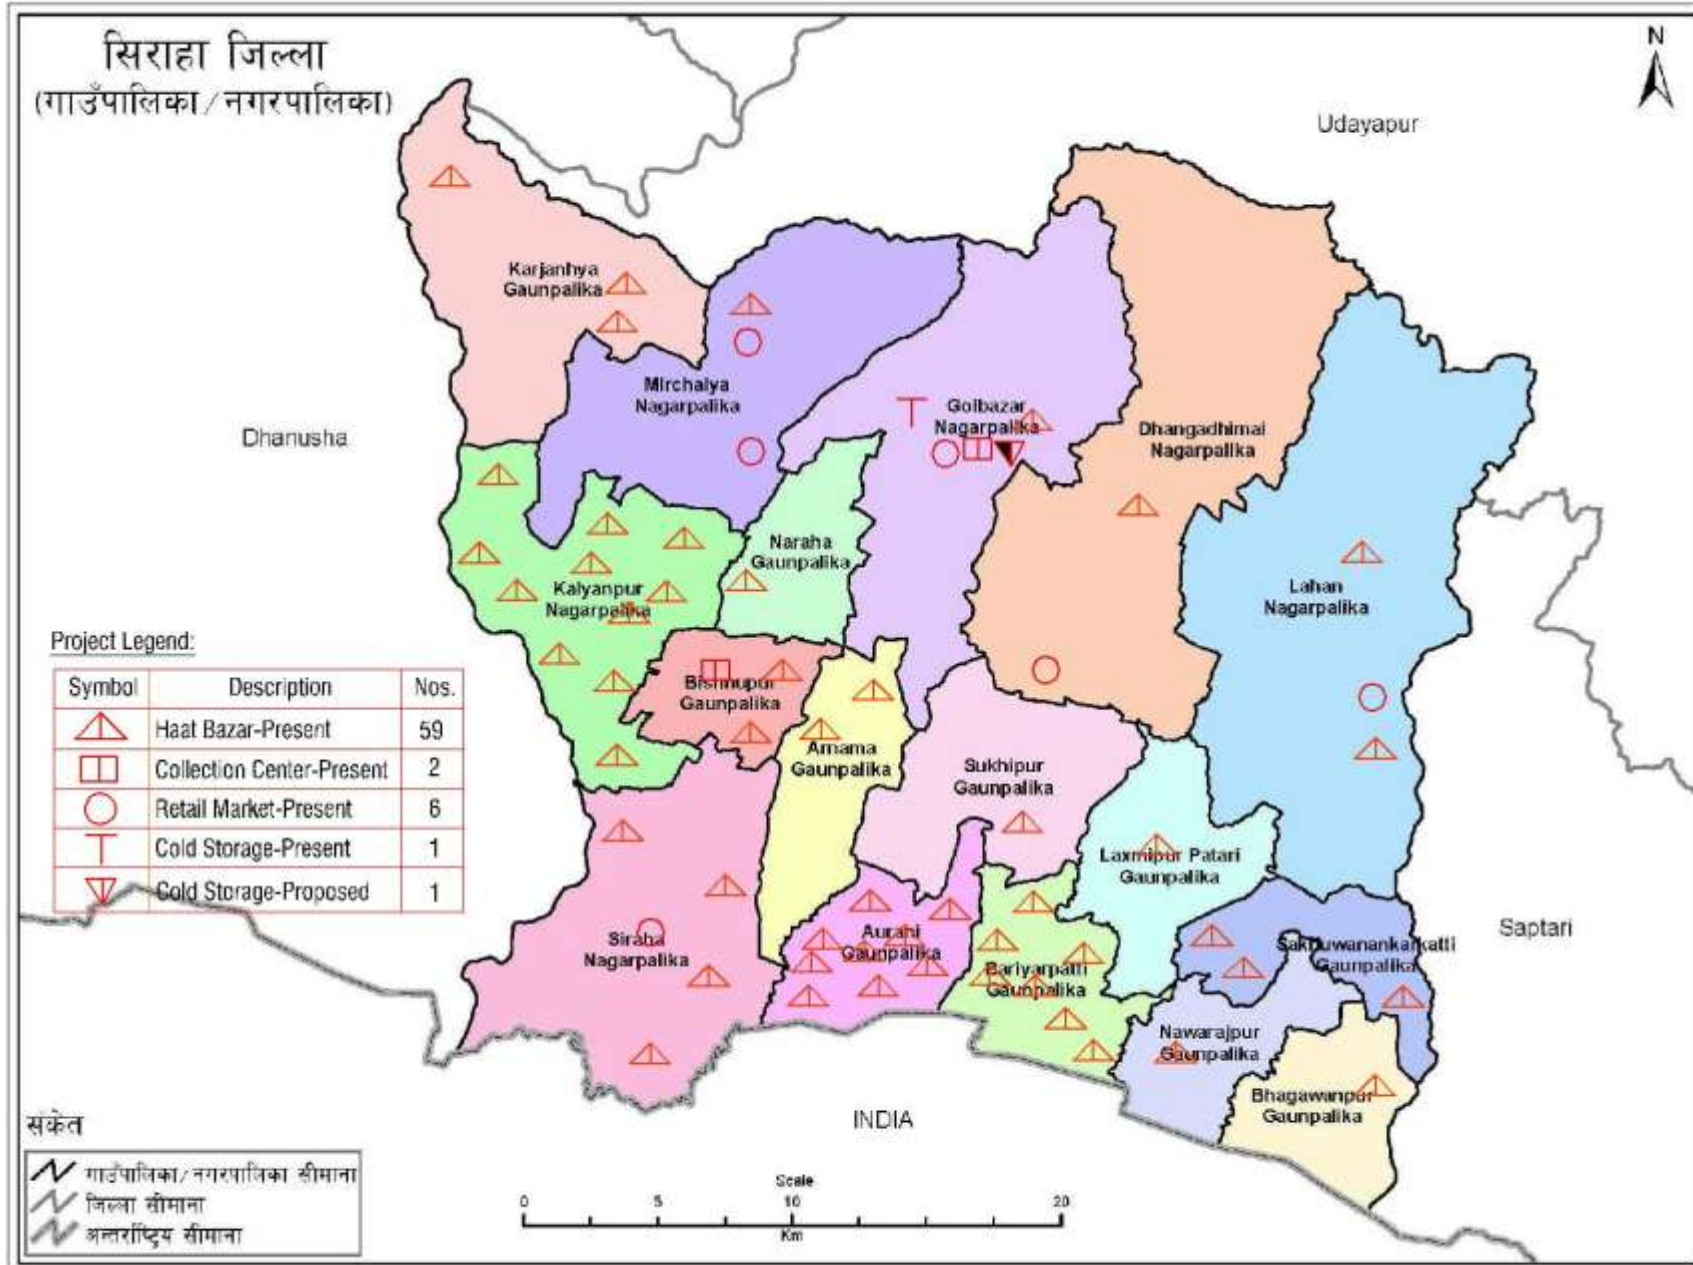 सिराहा जिल्ला
(गाउँपालिका/नगरपालिका)
N
Udayapur
Karjanhya
Gaunpalika
Mirchaiya
Nagarpalika
Golbazar
Nagarpalika
Dhanusha
Dhangadhimai
Nagarpalika
Naraha
Gaunpalika
Kalyanpur
Nagarpalika
Lahan
Nagarpalika
Project Legend:
Symbol Description Nos.
Haat Bazar-Present 59
Collection Center-Present 2
Retail Market-Present 6
Cold Storage-Present 1
Cold Storage-Proposed 1
Bishnupur
Gaunpalika
Arnama
Gaunpalika
Sukhipur
Gaunpalika
Laxmipur Patari
Gaunpalika
Siraha
Nagarpalika
Aurahi
Gaunpalika
Bariyarpatti
Gaunpalika
Sakhuwanankarkatti
Gaunpalika
Saptari
Nawarajpur
Gaunpalika
Bhagawanpur
Gaunpalika
INDIA
संकेत
गाउँपालिका/नगरपालिका सीमाना
जिल्ला सीमाना
अन्तर्राष्ट्रिय सीमाना
Scale
0 5 10 20
Km